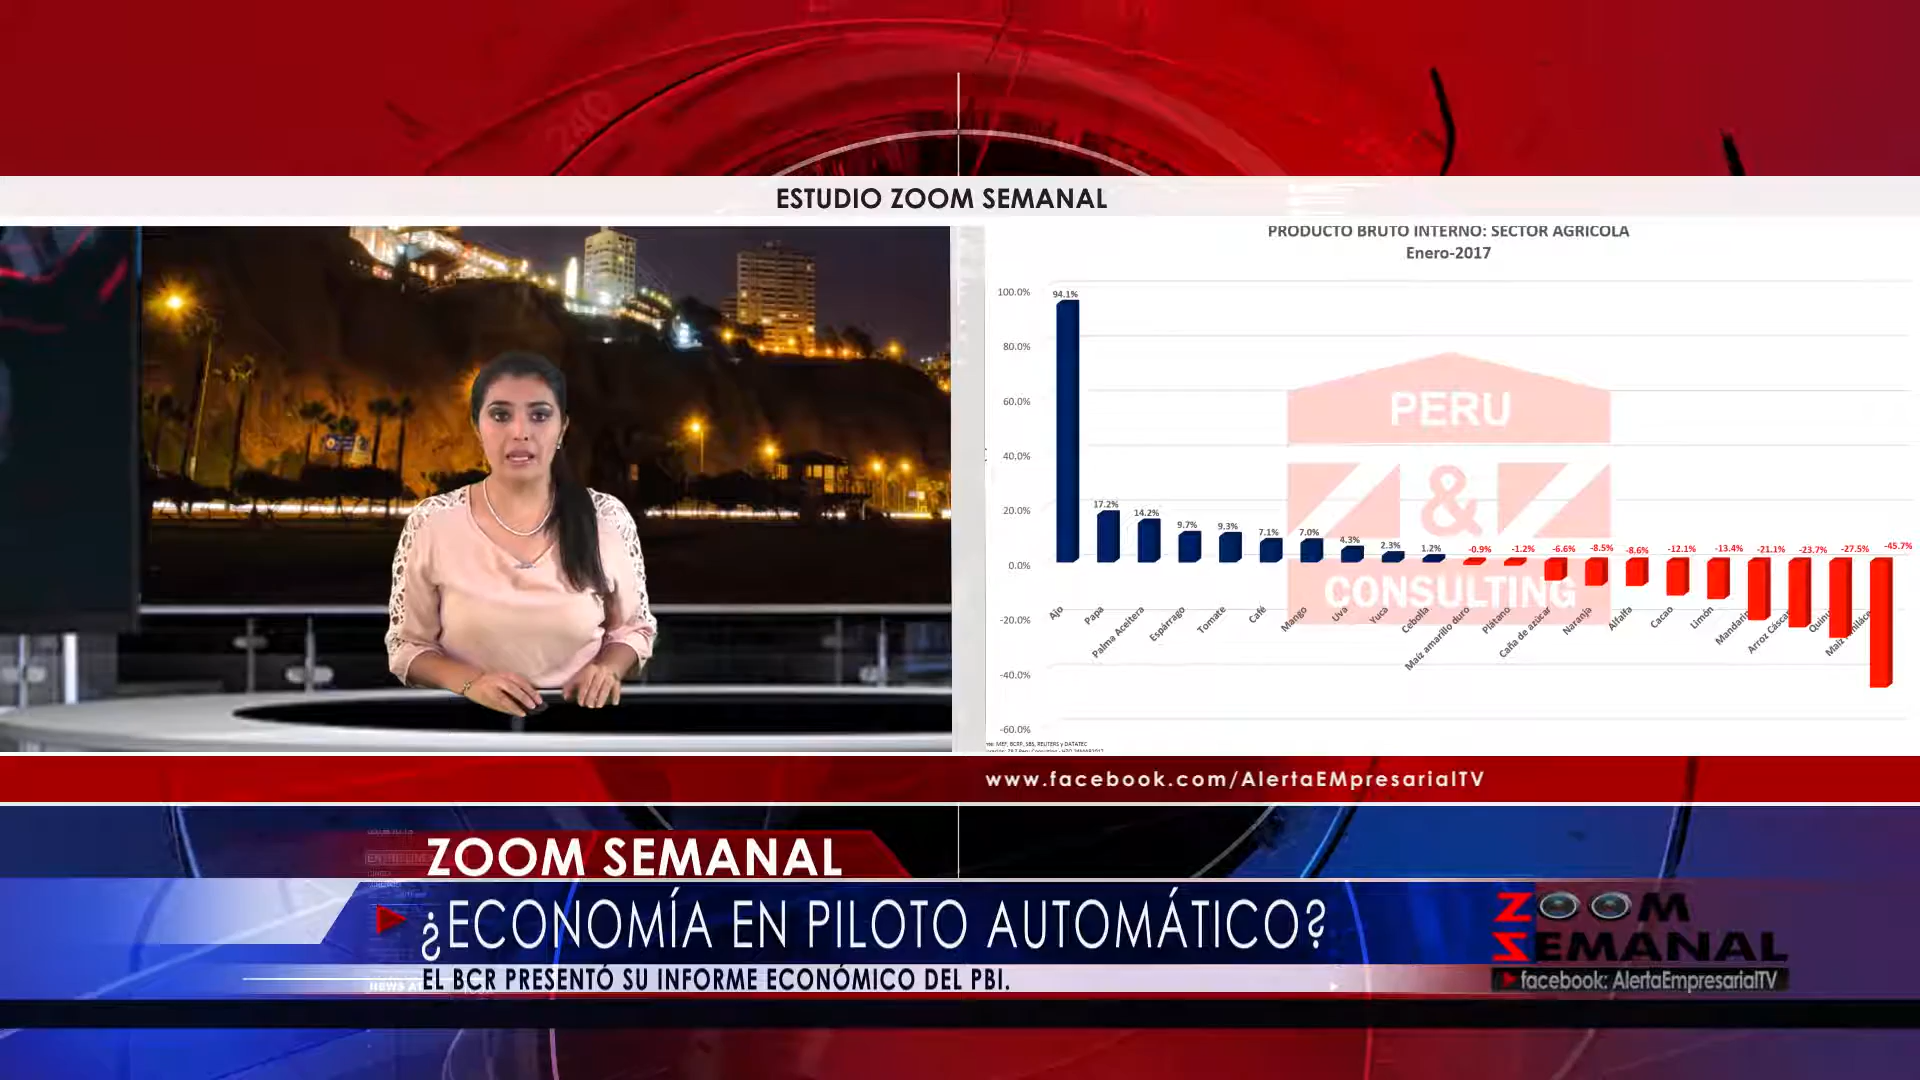 ESTUDIO ZOOM SEMANAL
PRODUCTO BRUTO INTERNO: SECTOR AGRICOLA
Enero-2017
100.0%
80.0%
60.0%
40.0%
20.0%
0.0%
-20.0%
-40.0%
-60.0%
94.1%
17.2%
14.2%
9.7%
9.3%
7.1%
7.0%
4.3%
2.3%
1.2%
-0.9%
-1.2%
-6.6%
-8.5%
-8.6%
-12.1%
-13.4%
-21.1%
-23.7%
-27.5%
-45.7%
Ajo
Papa
Palma Aceitera
Espárrago
Tomate
Café
Mango
Uva
Yuca
Cebolla
Maíz amarillo duro
Plátano
Caña de azúcar
Naranja
Alfalfa
Cacao
Limón
PERU
Z&Z
CONSULTING
MEF, BCRP, SBS, REUTERS y DATATEC
www.facebook.com/AlertaEMpresarialTV
ZOOM SEMANAL
¿ECONOMÍA EN PILOTO AUTOMÁTICO?
EL BCR PRESENTÓ SU INFORME ECONÓMICO DEL PBI.
ZOOM
SEMANAL
facebook: AlertaEmpresarialTV